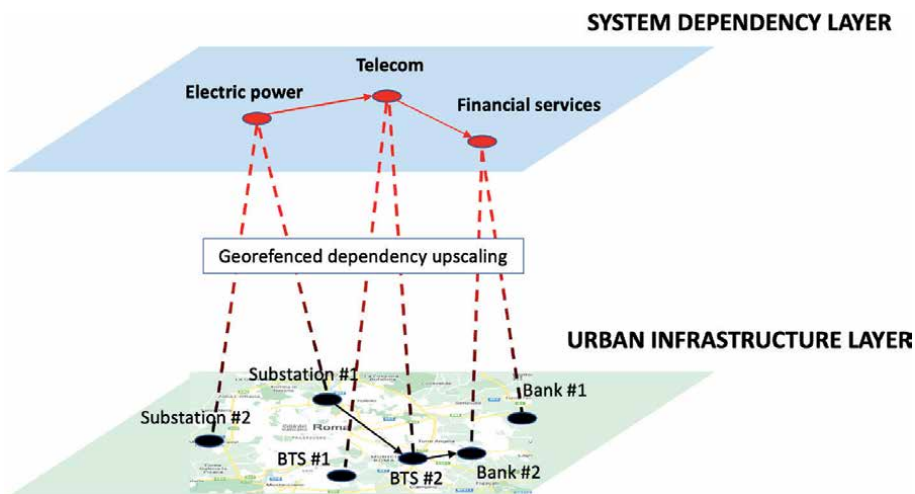 SYSTEM DEPENDENCY LAYER
Telecom
Electric power
Financial services
Georefenced dependency upscaling
URBAN INFRASTRUCTURE LAYER
Substation #1
Bank #1
Substation #2
Roma
BTS #1
BTS #2
Bank #2